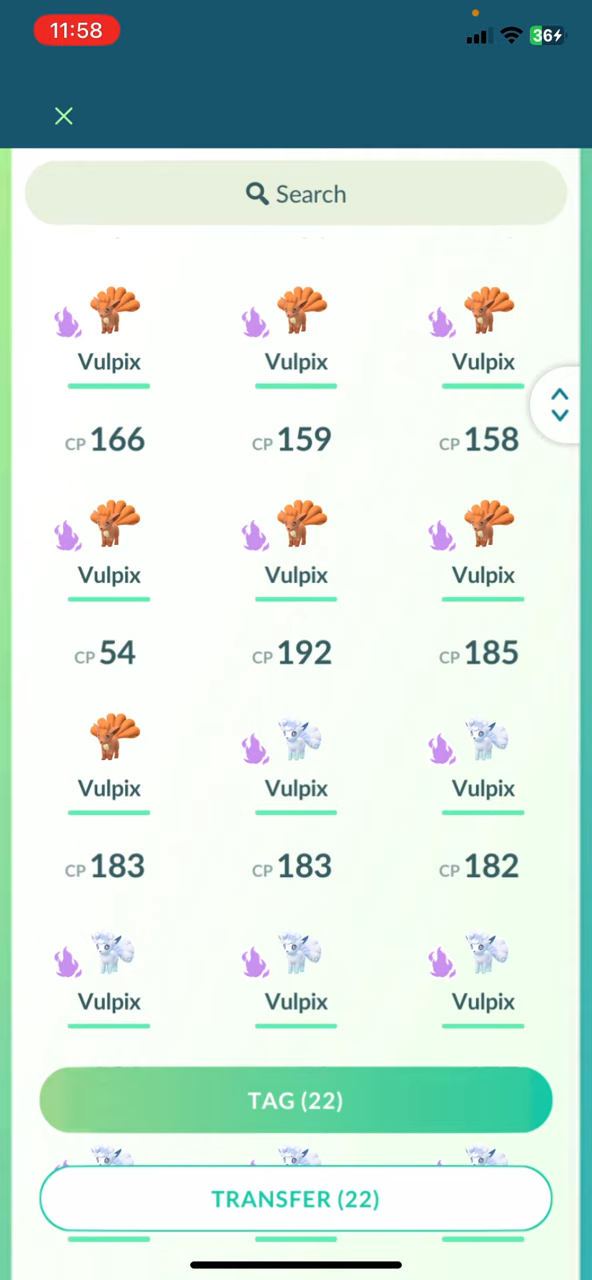 11:58
36
Search
Vulpix Vulpix Vulpix
CP 166 CP 159 CP 158
Vulpix Vulpix Vulpix
CP 54 CP 192 CP 185
Vulpix Vulpix Vulpix
CP 183 CP 183 CP 182
Vulpix Vulpix Vulpix
TAG (22)
TRANSFER (22)